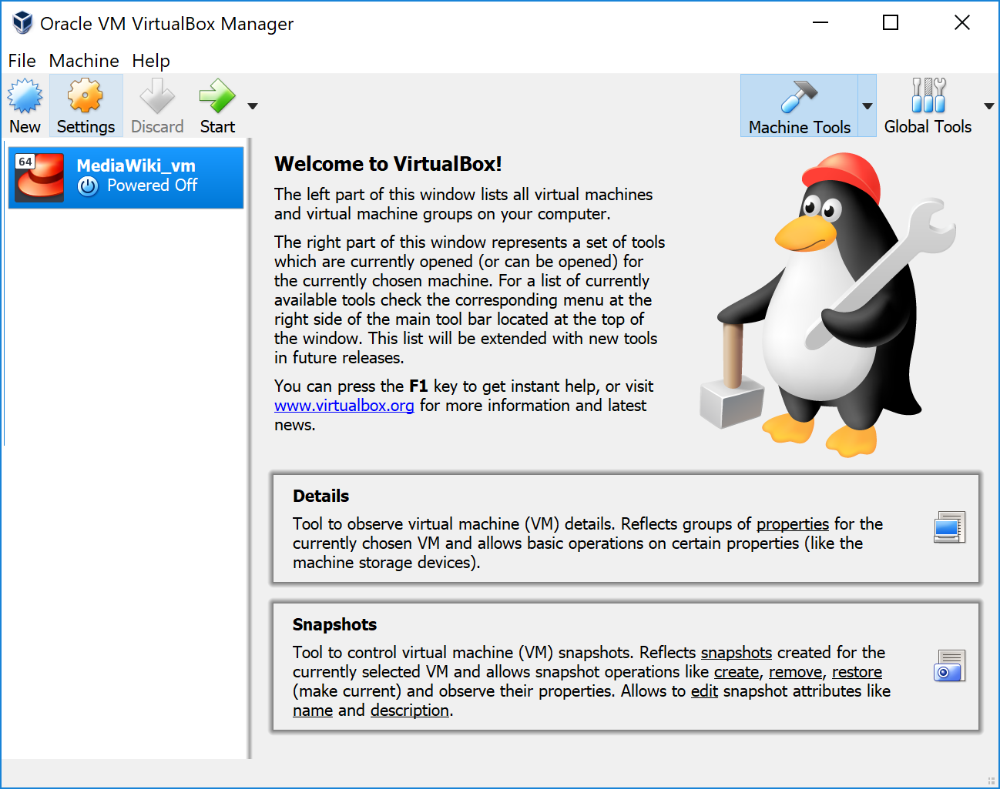 Oracle VM VirtualBox Manager
File Machine Help
New Settings Discard Start Machine Tools Global Tools
64
MediaWiki_vm
Powered Off
Welcome to VirtualBox!
The left part of this window lists all virtual machines
and virtual machine groups on your computer.
The right part of this window represents a set of tools
which are currently opened (or can be opened) for
the currently chosen machine. For a list of currently
available tools check the corresponding menu at the
right side of the main tool bar located at the top of
the window. This list will be extended with new tools
in future releases.
You can press the F1 key to get instant help, or visit
www.virtualbox.org for more information and latest
news.
Details
Tool to observe virtual machine (VM) details. Reflects groups of properties for the
currently chosen VM and allows basic operations on certain properties (like the
machine storage devices).
Snapshots
Tool to control virtual machine (VM) snapshots. Reflects snapshots created for the
currently selected VM and allows snapshot operations like create, remove, restore
(make current) and observe their properties. Allows to edit snapshot attributes like
name and description.